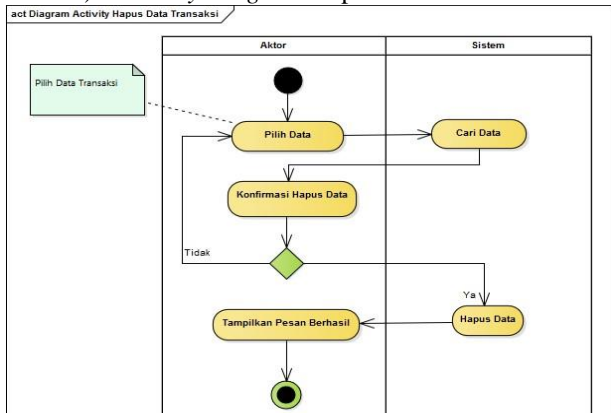 act Diagram Activity Hapus Data Transaksi
Aktor
Sistem
Pilih Data Transaksi
Pilih Data
Cari Data
Konfirmasi Hapus Data
Tidak
Ya
Tampilkan Pesan Berhasil
Hapus Data